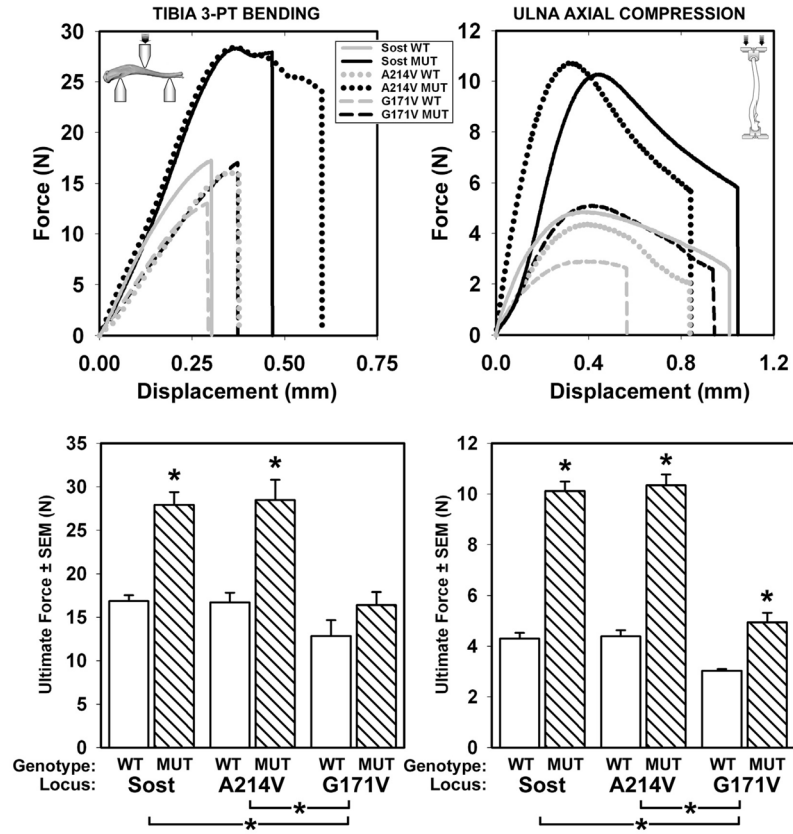 TIBIA 3-PT BENDING
ULNA AXIAL COMPRESSION
30
25
20
15
10
5
0
Force (N)
0.00
0.25
0.50
0.75
Displacement (mm)
Sost WT
Sost MUT
A214V WT
A214V MUT
G171V WT
G171V MUT
12
10
8
6
4
2
0
Force (N)
0.0
0.4
0.8
1.2
Displacement (mm)
35
30
25
20
15
10
5
0
Ultimate Force ± SEM (N)
* *
Genotype: WT MUT WT MUT WT MUT
Locus: Sost A214V G171V
*
*
12
10
8
6
4
2
0
Ultimate Force ± SEM (N)
* * *
Genotype: WT MUT WT MUT WT MUT
Locus: Sost A214V G171V
*
*